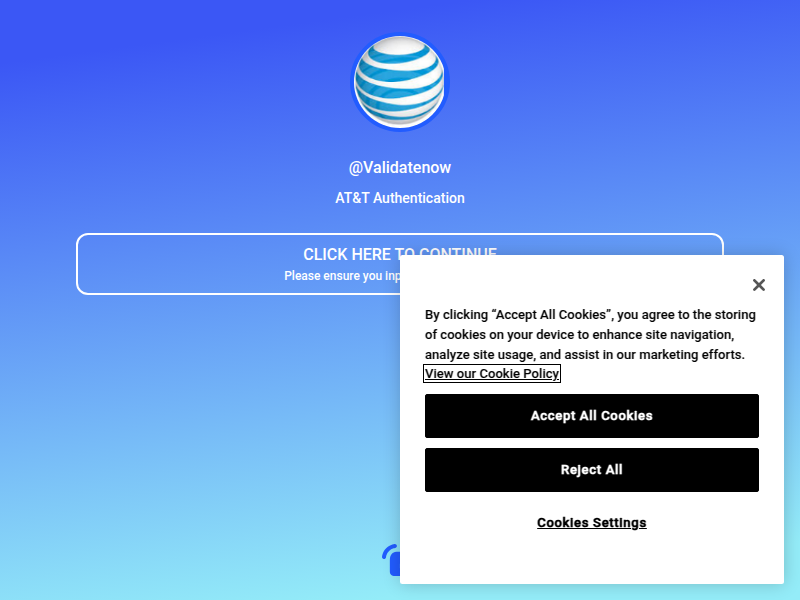 @Validatenow
AT&T Authentication
CLICK HERE TO CONTINUE
Please ensure you
By clicking “Accept All Cookies”, you agree to the storing
of cookies on your device to enhance site navigation,
analyze site usage, and assist in our marketing efforts.
View our Cookie Policy
Accept All Cookies
Reject All
Cookies Settings